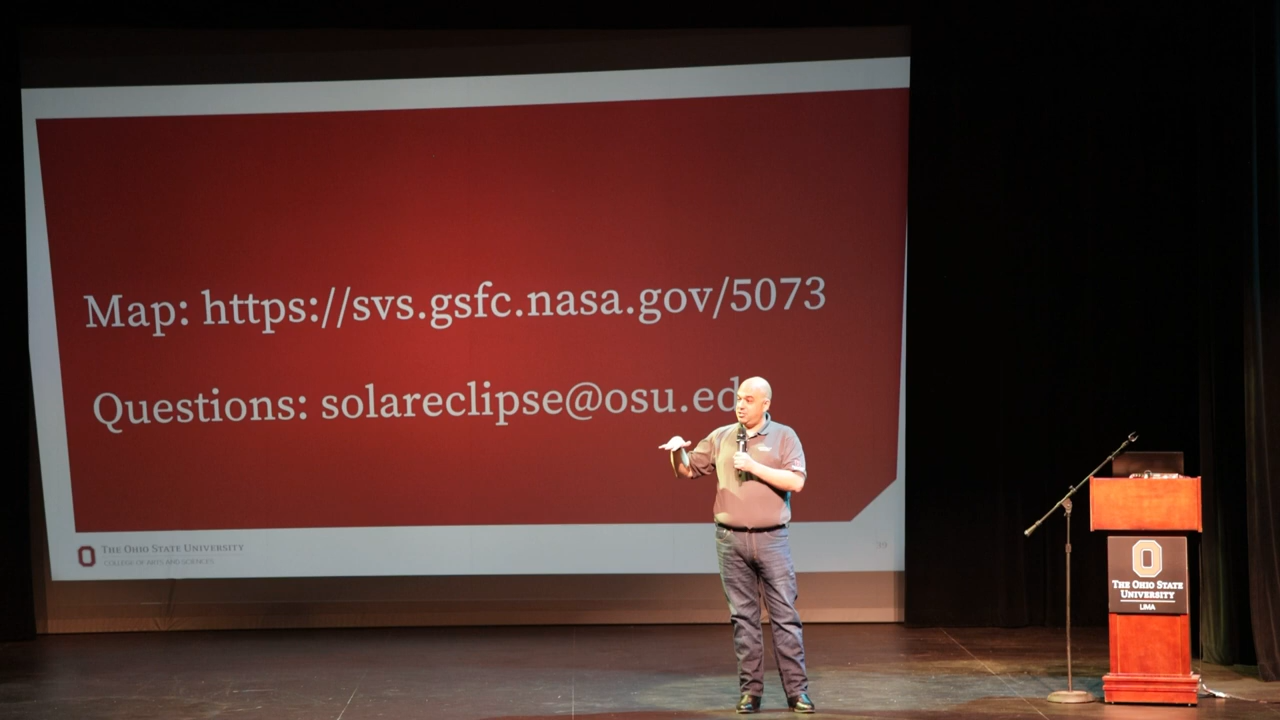 Map: https://svs.gsfc.nasa.gov/5073
Questions: solareclipse@osu.ed
THE OHIO STATE UNIVERSITY
COLLEGE OF ARTS AND SCIENCES
THE OHIO STATE
UNIVERSITY
LIMA